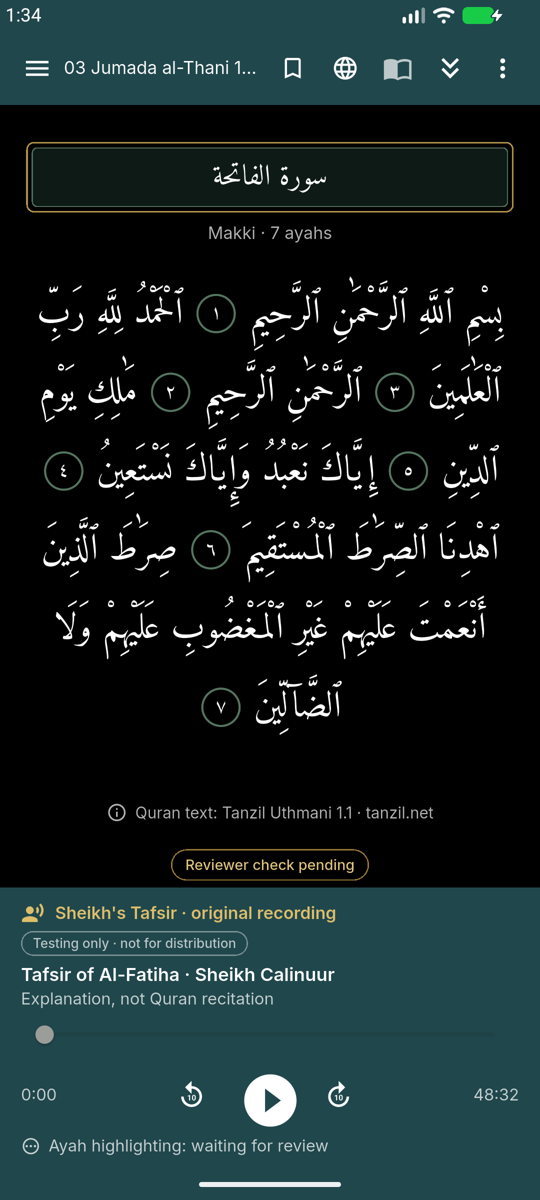 1:34
03 Jumada al-Thani 1...
سورة الفاتحة
Makki · 7 ayahs
بِسْمِ ٱللَّهِ ٱلرَّحْمَٰنِ ٱلرَّحِيمِ ١ ٱلْحَمْدُ لِلَّهِ رَبِّ
ٱلْعَٰلَمِينَ ٣ ٱلرَّحْمَٰنِ ٱلرَّحِيمِ ٢ مَٰلِكِ يَوْمِ
ٱلدِّينِ ٥ إِيَّاكَ نَعْبُدُ وَإِيَّاكَ نَسْتَعِينُ ٤
ٱهْدِنَا ٱلصِّرَٰطَ ٱلْمُسْتَقِيمَ ٦ صِرَٰطَ ٱلَّذِينَ
أَنْعَمْتَ عَلَيْهِمْ غَيْرِ ٱلْمَغْضُوبِ عَلَيْهِمْ وَلَا
ٱلضَّآلِّينَ ٧
Quran text: Tanzil Uthmani 1.1 · tanzil.net
Reviewer check pending
Sheikh's Tafsir · original recording
Testing only · not for distribution
Tafsir of Al-Fatiha · Sheikh Calinuur
Explanation, not Quran recitation
0:00 10 10 48:32
Ayah highlighting: waiting for review